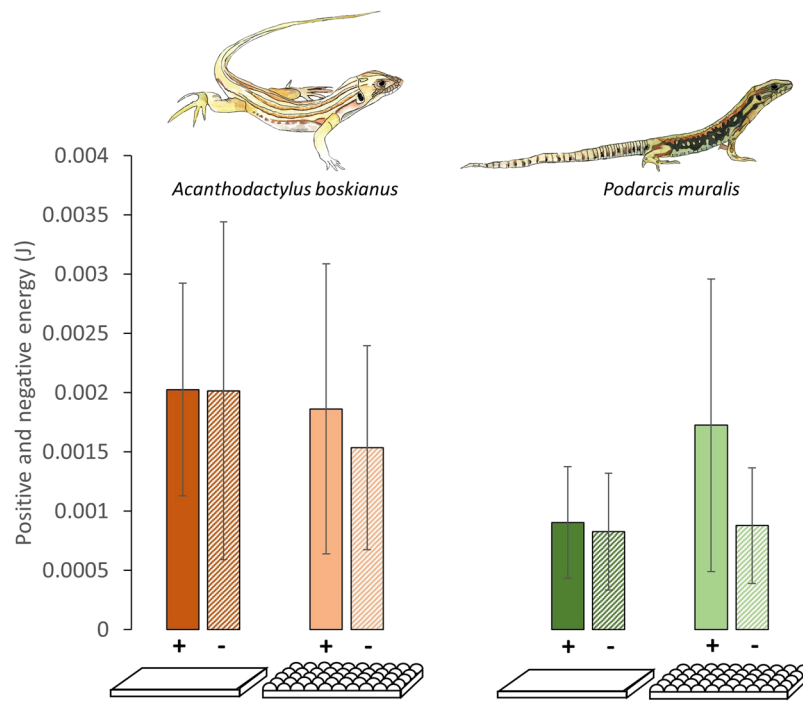 Acanthodactylus boskianus
Podarcis muralis
Positive and negative energy (J)
0.004
0.0035
0.003
0.0025
0.002
0.0015
0.001
0.0005
0
+ - + - + - + -